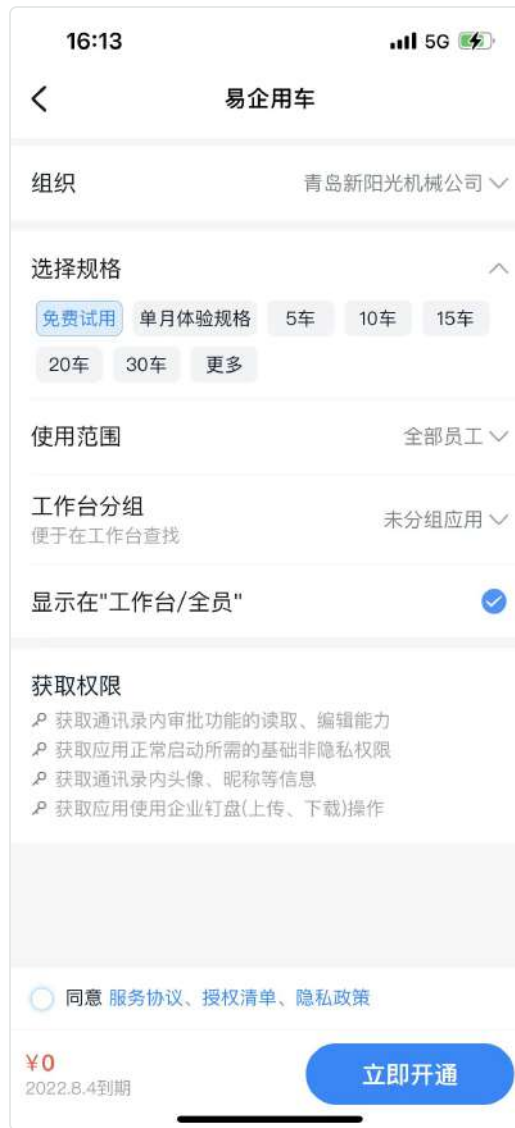 16:13
5G
易企用车
组织
青岛新阳光机械公司
选择规格
免费试用 单月体验规格 5车 10车 15车
20车 30车 更多
使用范围
全部员工
工作台分组
便于在工作台查找
未分组应用
显示在"工作台/全员"
获取权限
获取通讯录内审批功能的读取、编辑能力
获取应用正常启动所需的基础非隐私权限
获取通讯录内头像、昵称等信息
获取应用使用企业钉盘(上传、下载)操作
同意 服务协议、授权清单、隐私政策
¥0
2022.8.4到期
立即开通